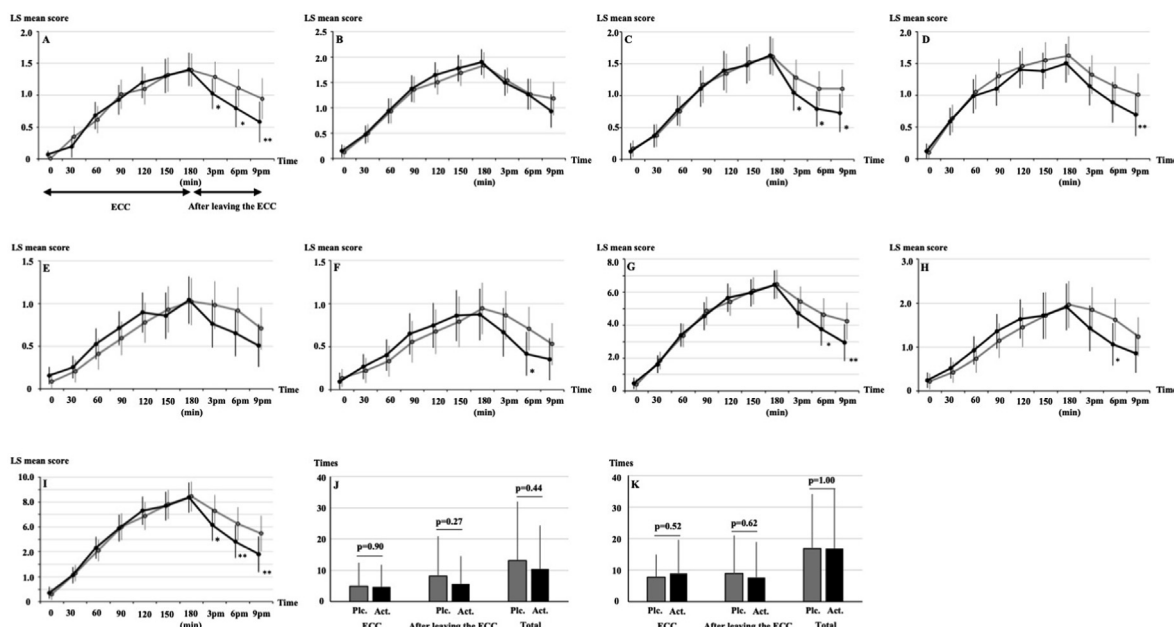 LS mean score LS mean score LS mean score LS mean score
2.0 A
1.5
1.0
0.5
0
* * **
Time
0 30 60 90 120 150 180 3pm 6pm 9pm
(min)
ECC After leaving the ECC
2.5 B
2.0
1.5
1.0
0.5
0
Time
0 30 60 90 120 150 180 3pm 6pm 9pm
(min)
2.0 C
1.5
1.0
0.5
0
* * *
Time
0 30 60 90 120 150 180 3pm 6pm 9pm
(min)
2.0 D
1.5
1.0
0.5
0
**
Time
0 30 60 90 120 150 180 3pm 6pm 9pm
(min)
LS mean score LS mean score LS mean score LS mean score
1.5 E
1.0
0.5
0
Time
0 30 60 90 120 150 180 3pm 6pm 9pm
(min)
1.5 F
1.0
0.5
0
*
Time
0 30 60 90 120 150 180 3pm 6pm 9pm
(min)
8.0 G
6.0
4.0
2.0
0
* **
Time
0 30 60 90 120 150 180 3pm 6pm 9pm
(min)
3.0 H
2.0
1.0
0
*
Time
0 30 60 90 120 150 180 3pm 6pm 9pm
(min)
LS mean score Times Times
10.0 I
8.0
0
* ** **
Time
0 30 60 90 120 150 180 3pm 6pm 9pm
(min)
40 J
30
20
10
0
p=0.90 p=0.27 p=0.44
Plc. Act. Plc. Act. Plc. Act.
ECC After leaving the ECC Total
40 K
30
20
10
0
p=0.52 p=0.62 p=1.00
Plc. Act. Plc. Act. Plc. Act.
ECC After leaving the ECC Total